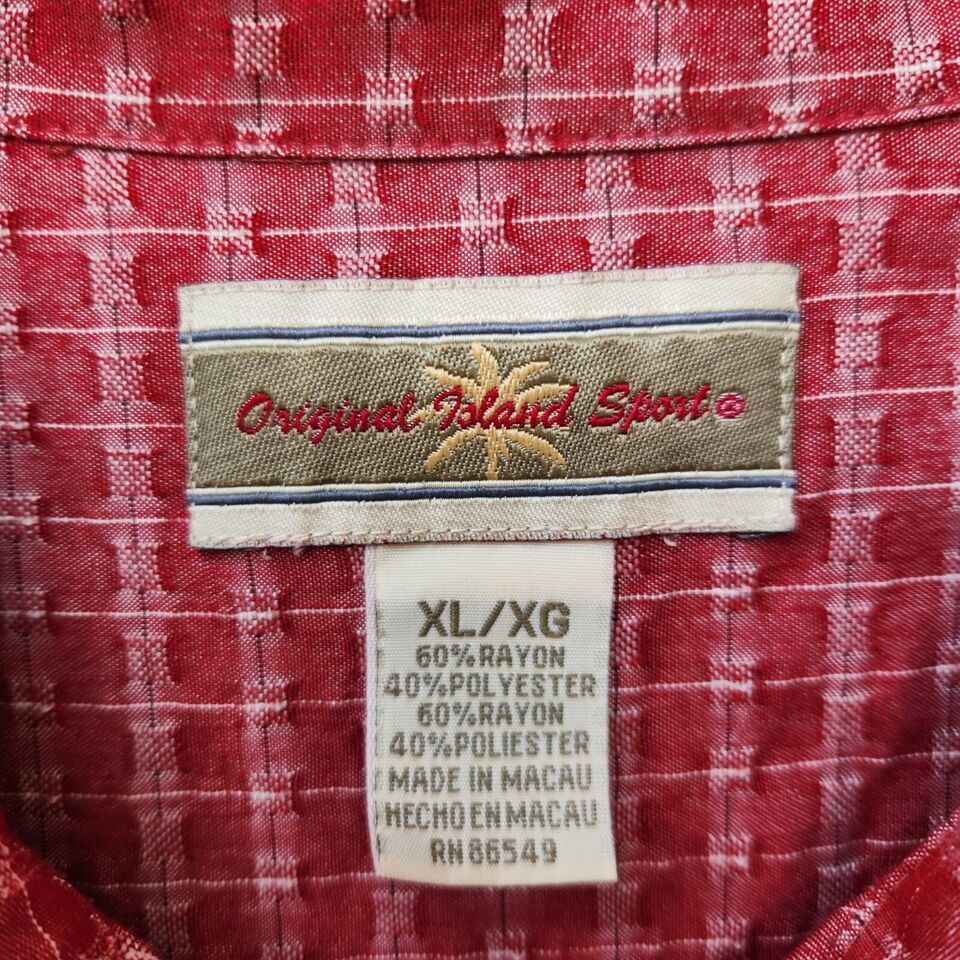 Original Island Sport®
XL/XG
60%RAYON
40%POLYESTER
60%RAYON
40%POLIESTER
MADE IN MACAU
HECHO EN MACAU
RN86549